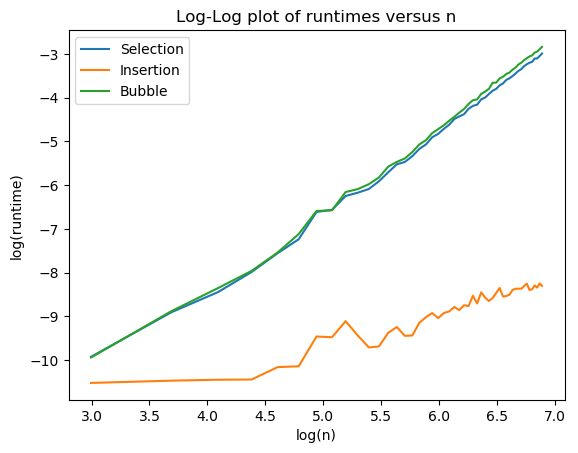 Log-Log plot of runtimes versus n
Selection
Insertion
Bubble
log(runtime)
−3
−4
−5
−6
−7
−8
−9
−10
3.0 3.5 4.0 4.5 5.0 5.5 6.0 6.5 7.0
log(n)